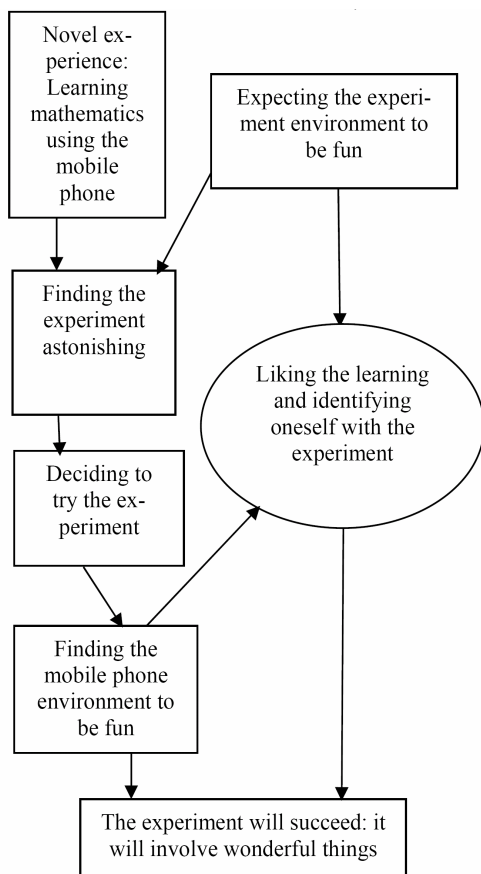 Novel ex-
perience:
Learning
mathematics
using the
mobile
phone
Expecting the experi-
ment environment to
be fun
Finding the
experiment
astonishing
Liking the learning
and identifying
oneself with the
experiment
Deciding to
try the ex-
periment
Finding the
mobile phone
environment to
be fun
The experiment will succeed: it
will involve wonderful things